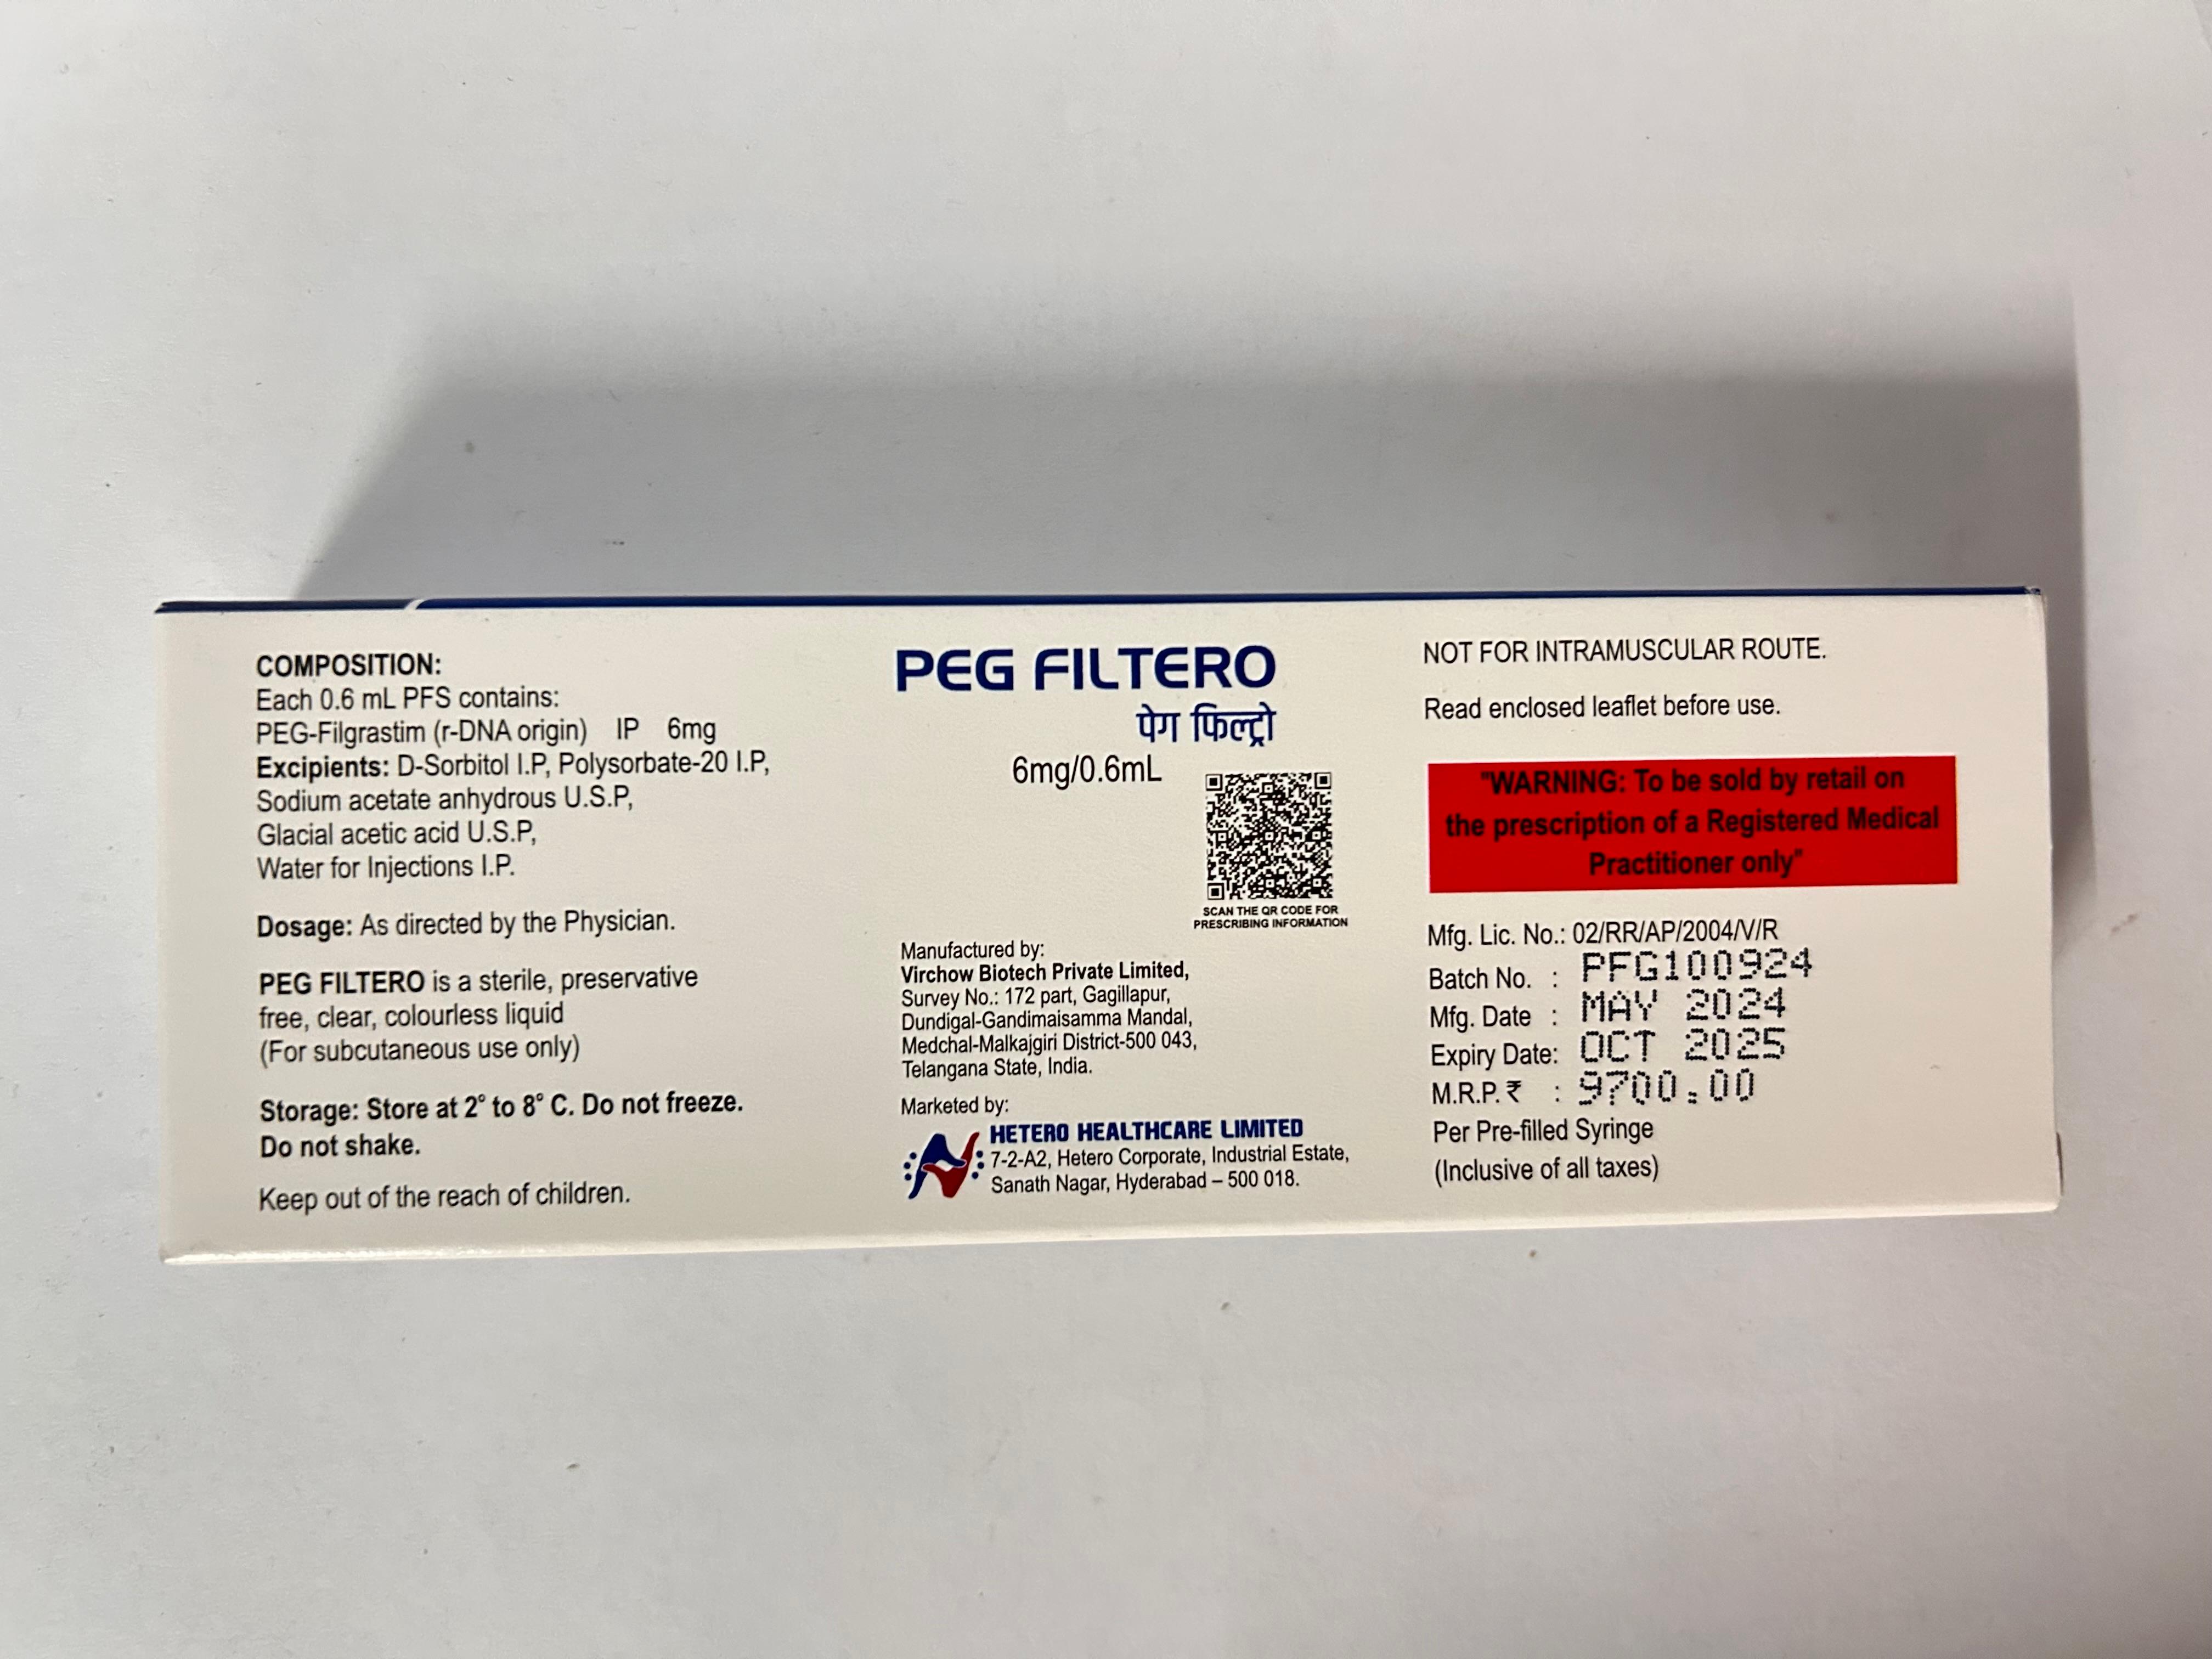 COMPOSITION:
Each 0.6 mL PFS contains:
PEG-Filgrastim (r-DNA origin) IP 6mg
Excipients: D-Sorbitol I.P, Polysorbate-20 I.P,
Sodium acetate anhydrous U.S.P,
Glacial acetic acid U.S.P,
Water for Injections I.P.
Dosage: As directed by the Physician.
PEG FILTERO is a sterile, preservative
free, clear, colourless liquid
(For subcutaneous use only)
Storage: Store at 2° to 8° C. Do not freeze.
Do not shake.
Keep out of the reach of children.
PEG FILTERO
पेग फिल्ट्रो
6mg/0.6mL
SCAN THE QR CODE FOR
PRESCRIBING INFORMATION
Manufactured by:
Virchow Biotech Private Limited,
Survey No.: 172 part, Gagillapur,
Dundigal-Gandimaisamma Mandal,
Medchal-Malkajgiri District-500 043,
Telangana State, India.
Marketed by:
HETERO HEALTHCARE LIMITED
7-2-A2, Hetero Corporate, Industrial Estate,
Sanath Nagar, Hyderabad – 500 018.
NOT FOR INTRAMUSCULAR ROUTE.
Read enclosed leaflet before use.
"WARNING: To be sold by retail on
the prescription of a Registered Medical
Practitioner only"
Mfg. Lic. No.: 02/RR/AP/2004/V/R
Batch No. : PFG100924
Mfg. Date : MAY 2024
Expiry Date: OCT 2025
M.R.P.₹ : 9700.00
Per Pre-filled Syringe
(Inclusive of all taxes)